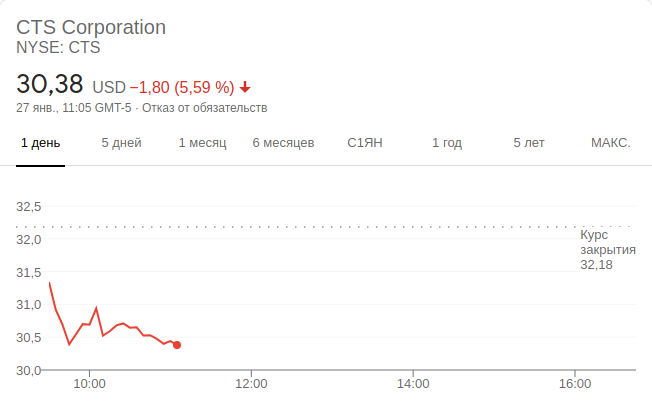 CTS Corporation
NYSE: CTS
30,38 USD −1,80 (5,59 %)
27 янв., 11:05 GMT-5 · Отказ от обязательств
1 день 5 дней 1 месяц 6 месяцев С1ЯН 1 год 5 лет МАКС.
32,5
Курс
закрытия
32,18
32,0
31,5
31,0
30,5
30,0
10:00 12:00 14:00 16:00